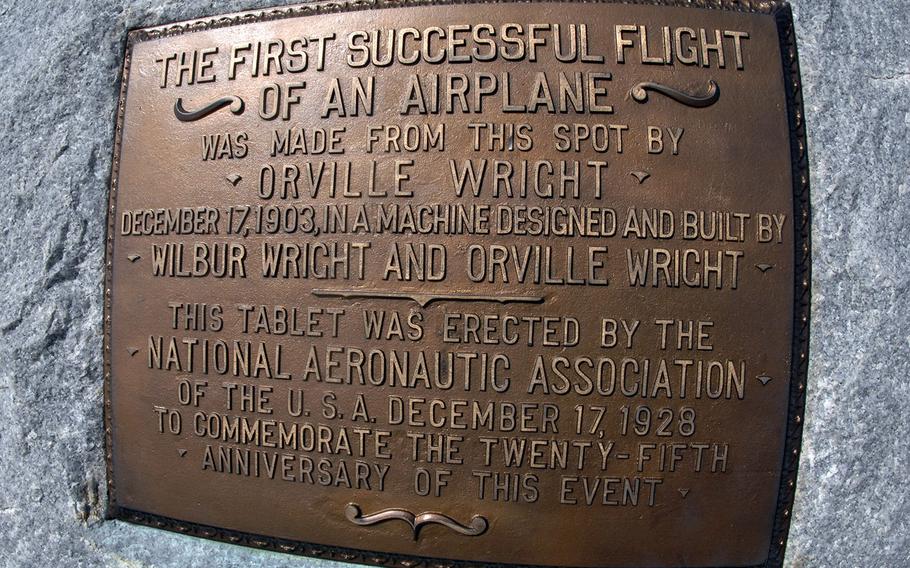 THE FIRST SUCCESSFUL FLIGHT
OF AN AIRPLANE
WAS MADE FROM THIS SPOT BY
ORVILLE WRIGHT
DECEMBER 17, 1903, IN A MACHINE DESIGNED AND BUILT BY
WILBUR WRIGHT AND ORVILLE WRIGHT
THIS TABLET WAS ERECTED BY THE
NATIONAL AERONAUTIC ASSOCIATION
OF THE U. S. A. DECEMBER 17, 1928
TO COMMEMORATE THE TWENTY-FIFTH
ANNIVERSARY OF THIS EVENT